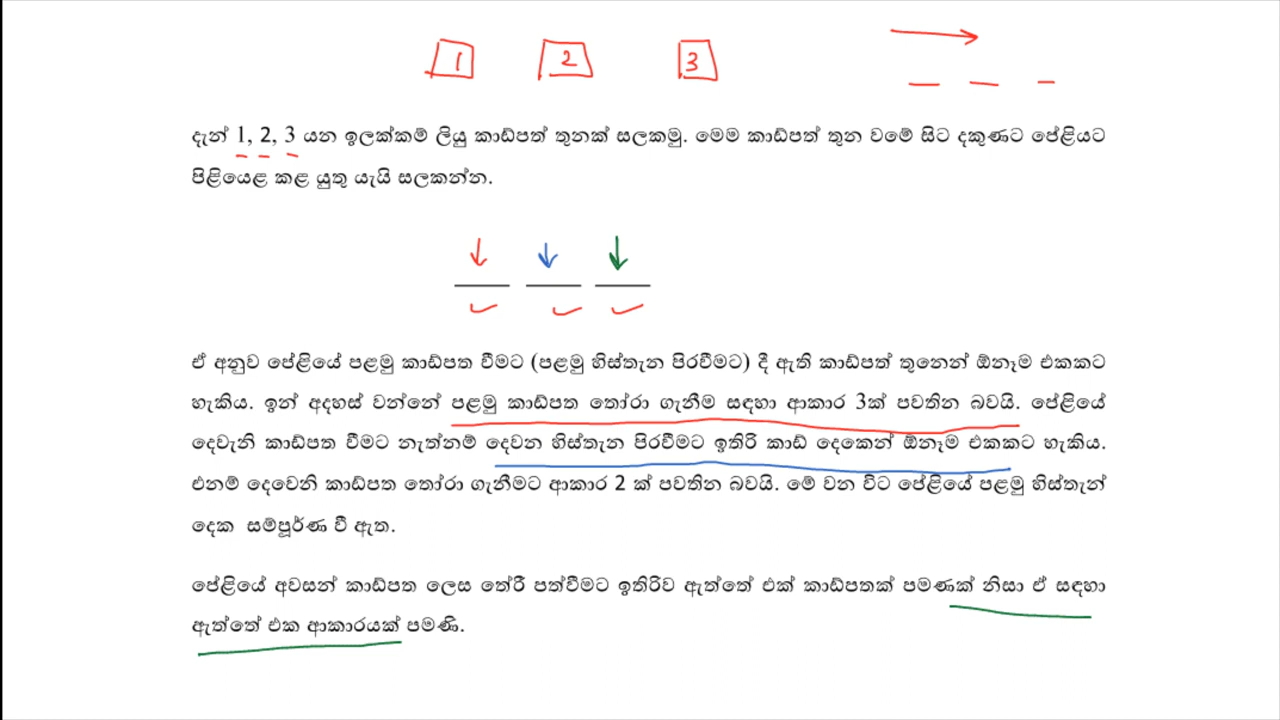 1 2 3
දැන් 1, 2, 3 යන ඉලක්කම් ලියු කාඩ්පත් තුනක් සලකමු. මෙම කාඩ්පත් තුන වමේ සිට දකුණට පේළියට
පිළියෙළ කළ යුතු යැයි සලකන්න.
ඒ අනුව පේළියේ පළමු කාඩ්පත වීමට (පළමු හිස්තැන පිරවීමට) දී ඇති කාඩ්පත් තුනෙන් ඕනෑම එකකට
හැකිය. ඉන් අදහස් වන්නේ පළමු කාඩ්පත තෝරා ගැනීම සඳහා ආකාර 3ක් පවතින බවයි. පේළියේ
දෙවැනි කාඩ්පත වීමට නැත්නම් දෙවන හිස්තැන පිරවීමට ඉතිරි කාඩ් දෙකෙන් ඕනෑම එකකට හැකිය.
එනම් දෙවෙනි කාඩ්පත තෝරා ගැනීමට ආකාර 2 ක් පවතින බවයි. මේ වන විට පේළියේ පළමු හිස්තැන්
දෙක සම්පූර්ණ වී ඇත.
පේළියේ අවසන් කාඩ්පත ලෙස තේරී පත්වීමට ඉතිරිව ඇත්තේ එක් කාඩ්පතක් පමණක් නිසා ඒ සඳහා
ඇත්තේ එක ආකාරයක් පමණි.